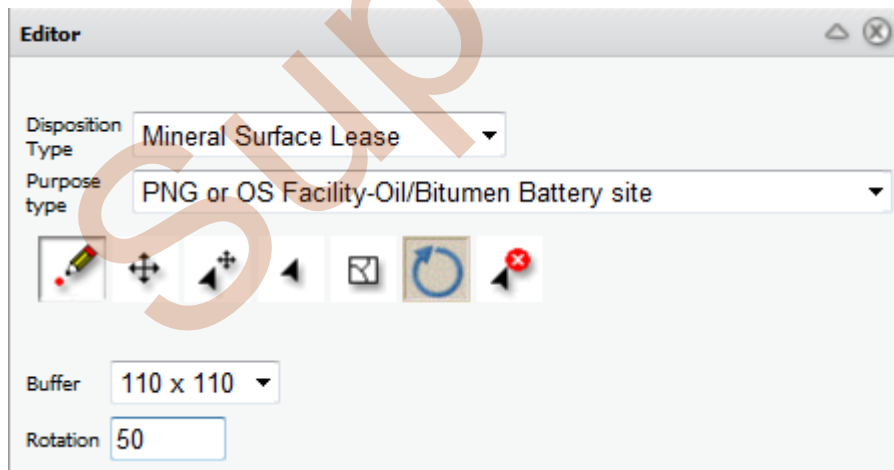 Editor
Disposition
Type
Mineral Surface Lease
Purpose
type
PNG or OS Facility-Oil/Bitumen Battery site
Buffer
110 x 110
Rotation
50
Sup